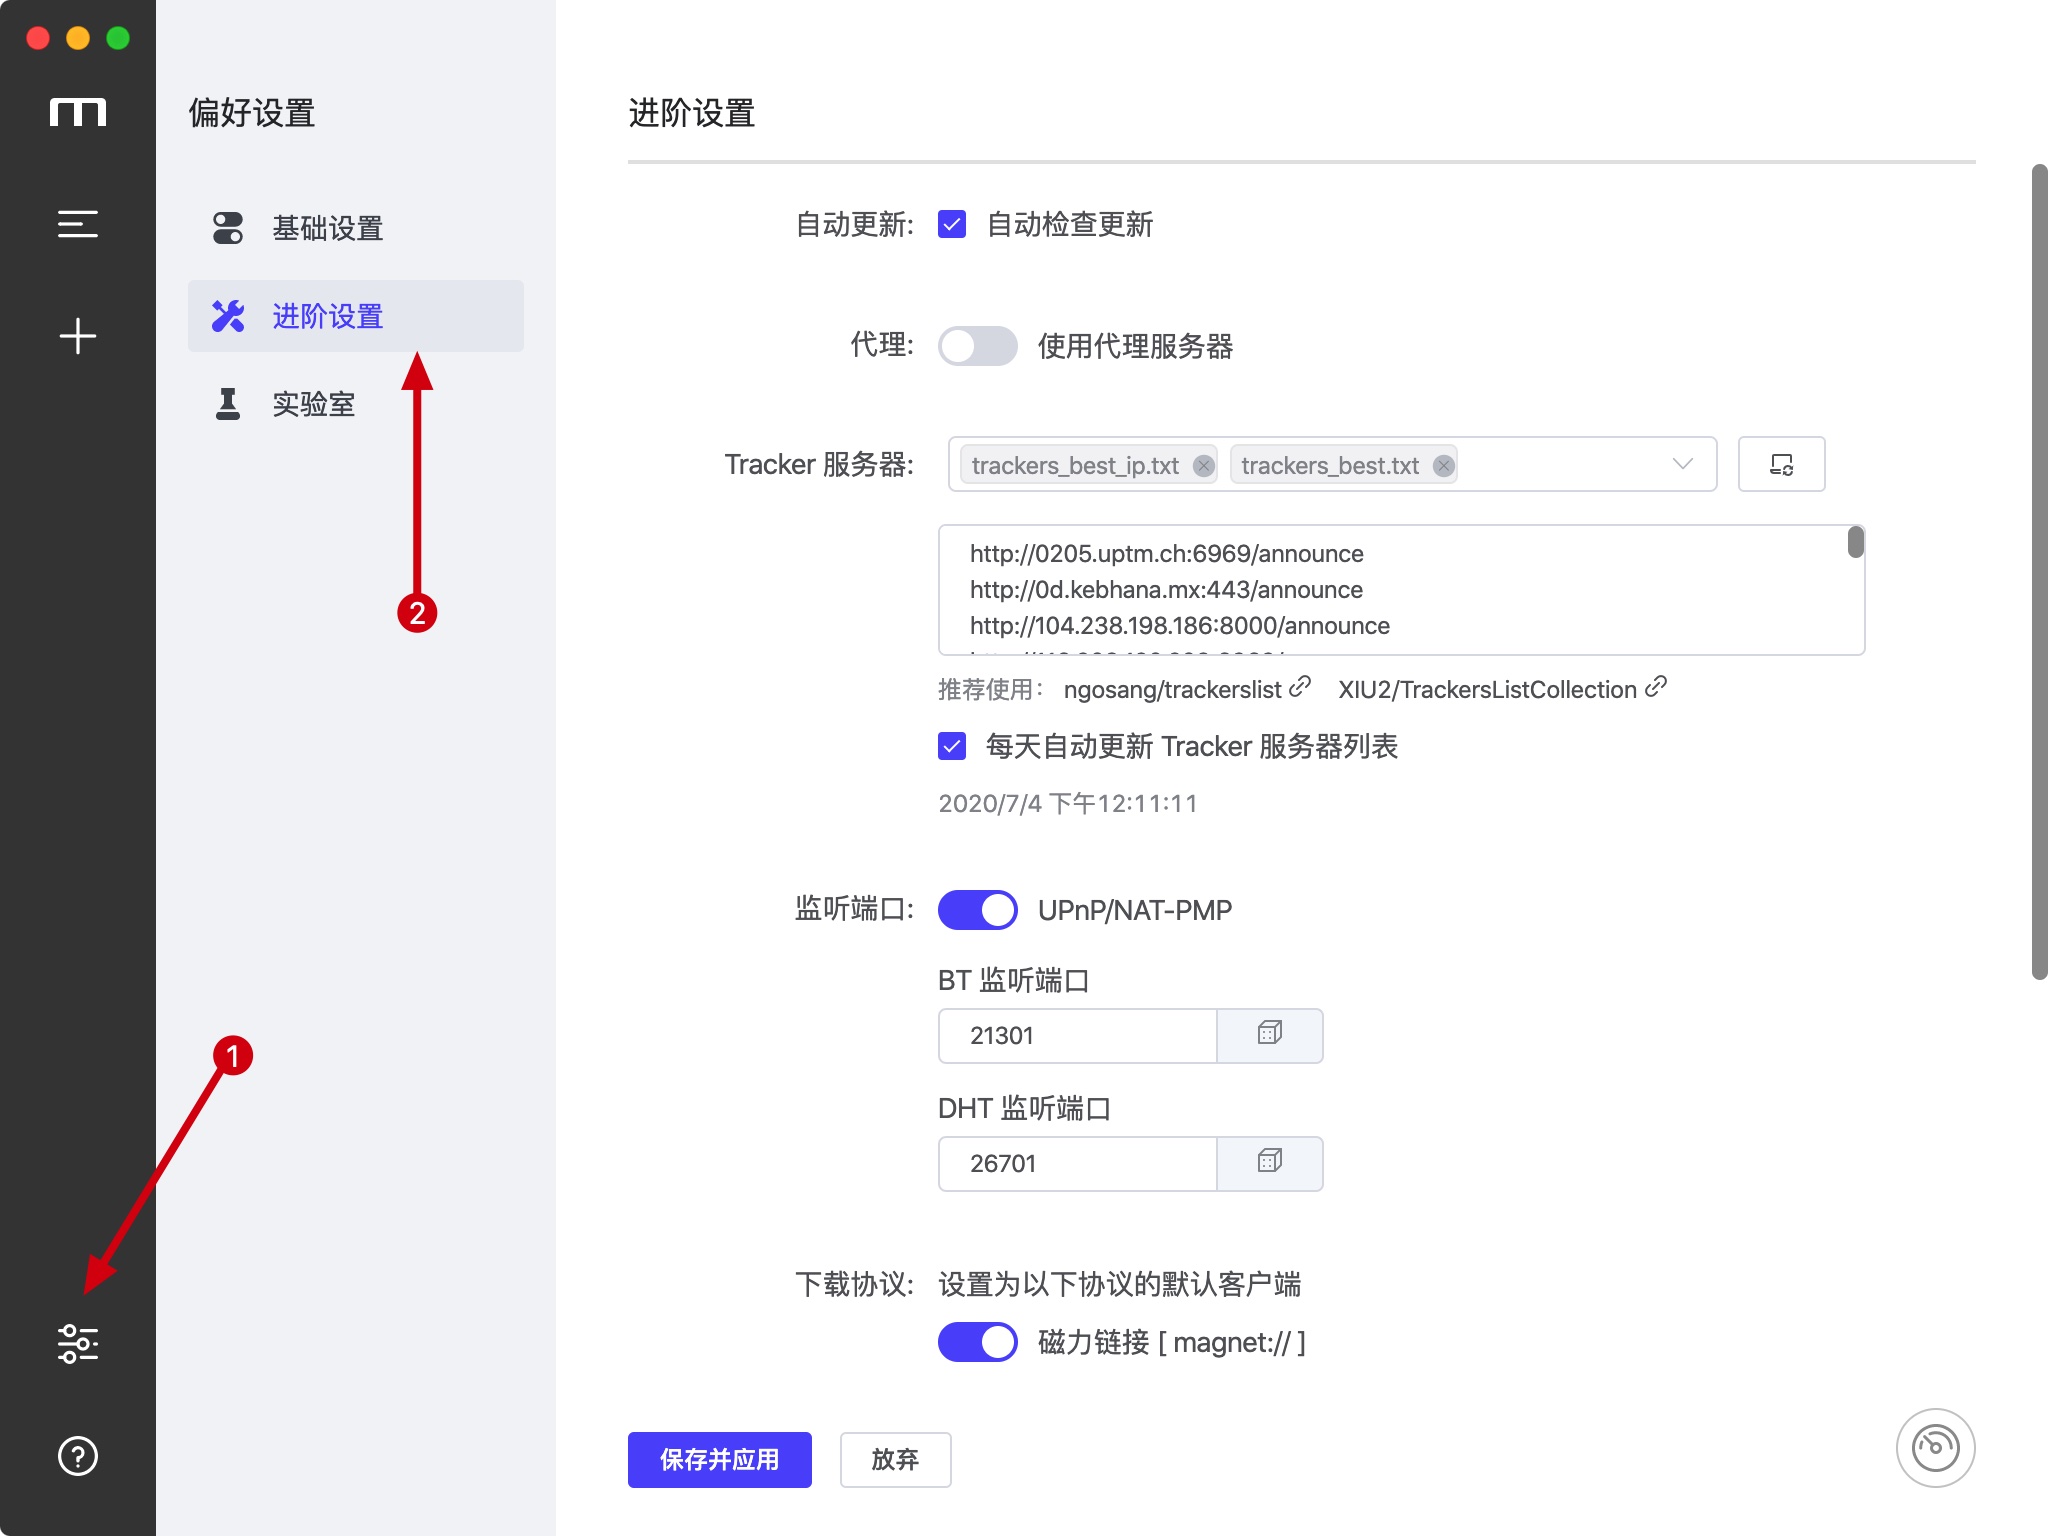 偏好设置
基础设置
进阶设置
实验室
2
1
进阶设置
自动更新: 自动检查更新
代理: 使用代理服务器
Tracker 服务器: trackers_best_ip.txt trackers_best.txt
http://0205.uptm.ch:6969/announce
http://0d.kebhana.mx:443/announce
http://104.238.198.186:8000/announce
推荐使用: ngosang/trackerslist XIU2/TrackersListCollection
每天自动更新 Tracker 服务器列表
2020/7/4 下午12:11:11
监听端口: UPnP/NAT-PMP
BT 监听端口
21301
DHT 监听端口
26701
下载协议: 设置为以下协议的默认客户端
磁力链接 [ magnet:// ]
保存并应用 放弃